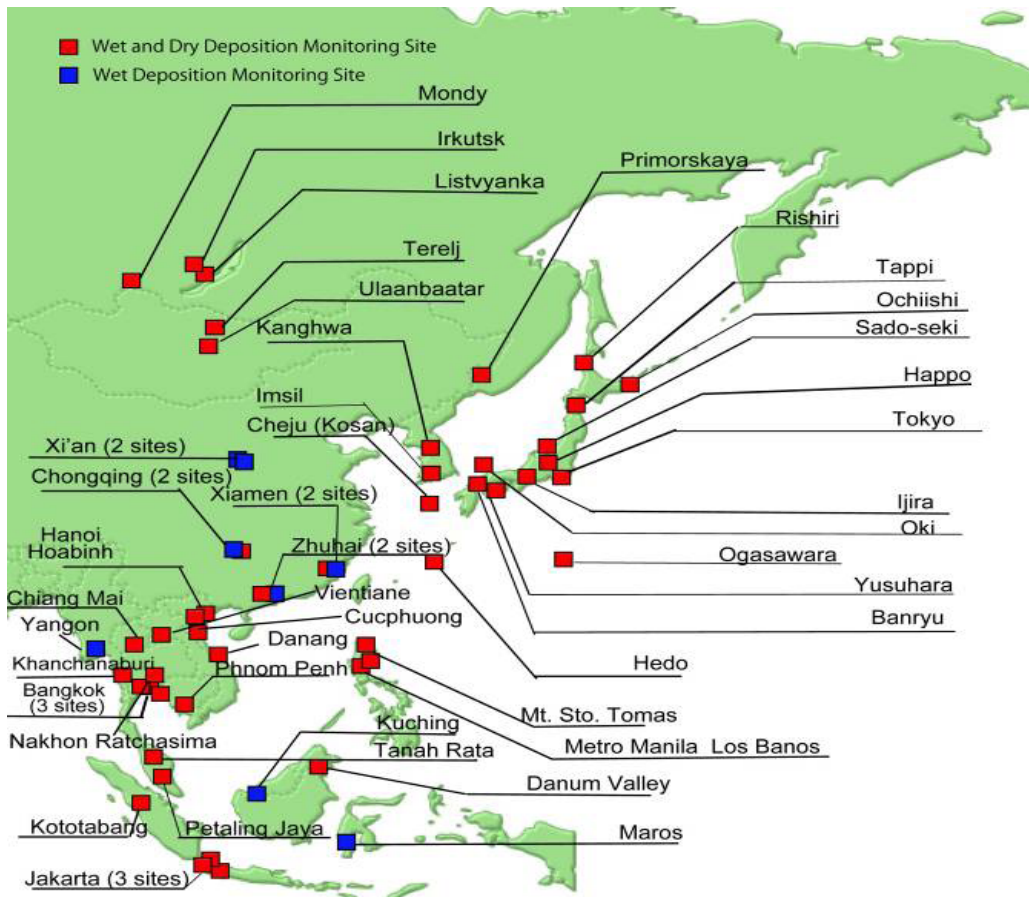 Wet and Dry Deposition Monitoring Site
Wet Deposition Monitoring Site
Mondy
Irkutsk
Listvyanka
Primorskaya
Rishiri
Terelj
Tappi
Ulaanbaatar
Ochiishi
Kanghwa
Sado-seki
Happo
Imsil
Cheju (Kosan)
Tokyo
Xi'an (2 sites)
Chongqing (2 sites)
Xiamen (2 sites)
Ijira
Oki
Hanoi
Hoabinh
Zhuhai (2 sites)
Ogasawara
Vientiane
Yusuhara
Chiang Mai
Cucphuong
Banryu
Yangon
Danang
Khanchanaburi
Phnom Penh
Hedo
Bangkok
(3 sites)
Mt. Sto. Tomas
Nakhon Ratchasima
Kuching
Tanah Rata
Metro Manila Los Banos
Danum Valley
Kototabang
Petaling Jaya
Maros
Jakarta (3 sites)